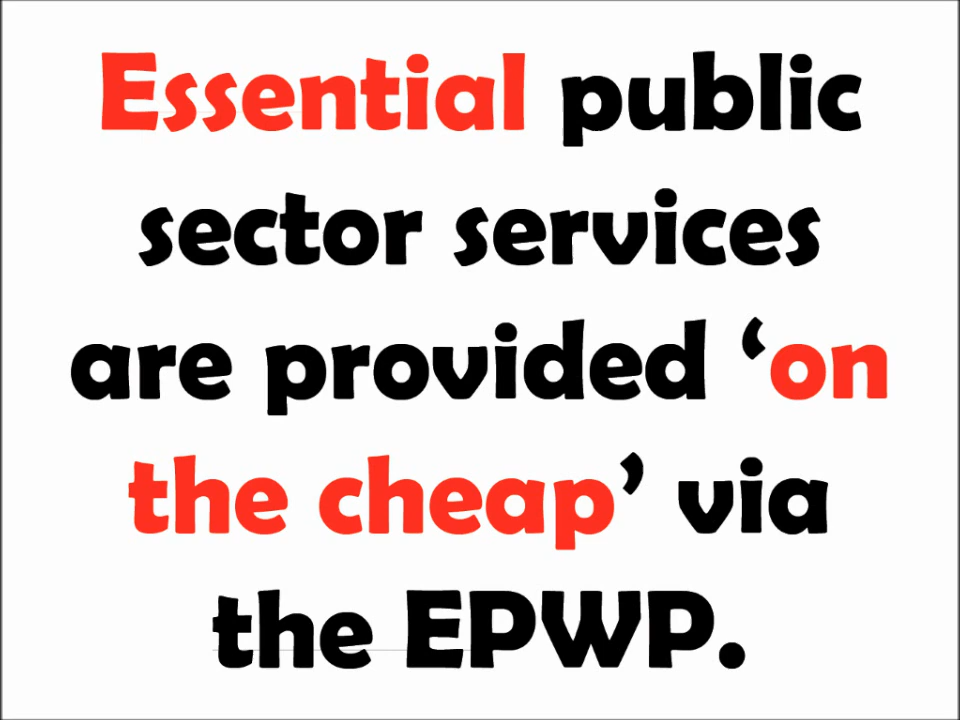 Essential public
sector services
are provided ‘on
the cheap’ via
the EPWP.